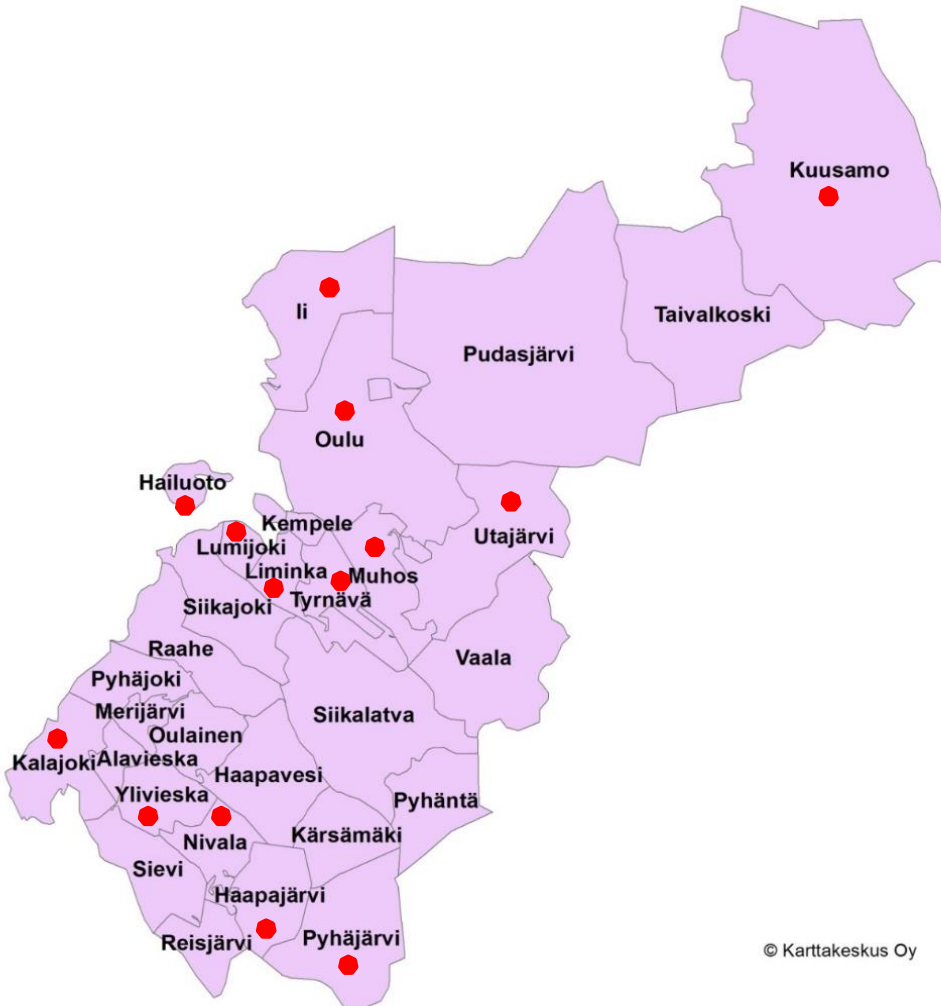 Kuusamo
Ii
Taivalkoski
Pudasjärvi
Oulu
Hailuoto
Kempele
Utajärvi
Lumijoki
Liminka
Muhos
Tyrnävä
Siikajoki
Raahe
Vaala
Pyhäjoki
Merijärvi
Siikalatva
Oulainen
Kalajoki
Alavieska
Haapavesi
Ylivieska
Pyhäntä
Nivala
Kärsämäki
Sievi
Haapajärvi
Reisjärvi
Pyhäjärvi
© Karttakeskus Oy